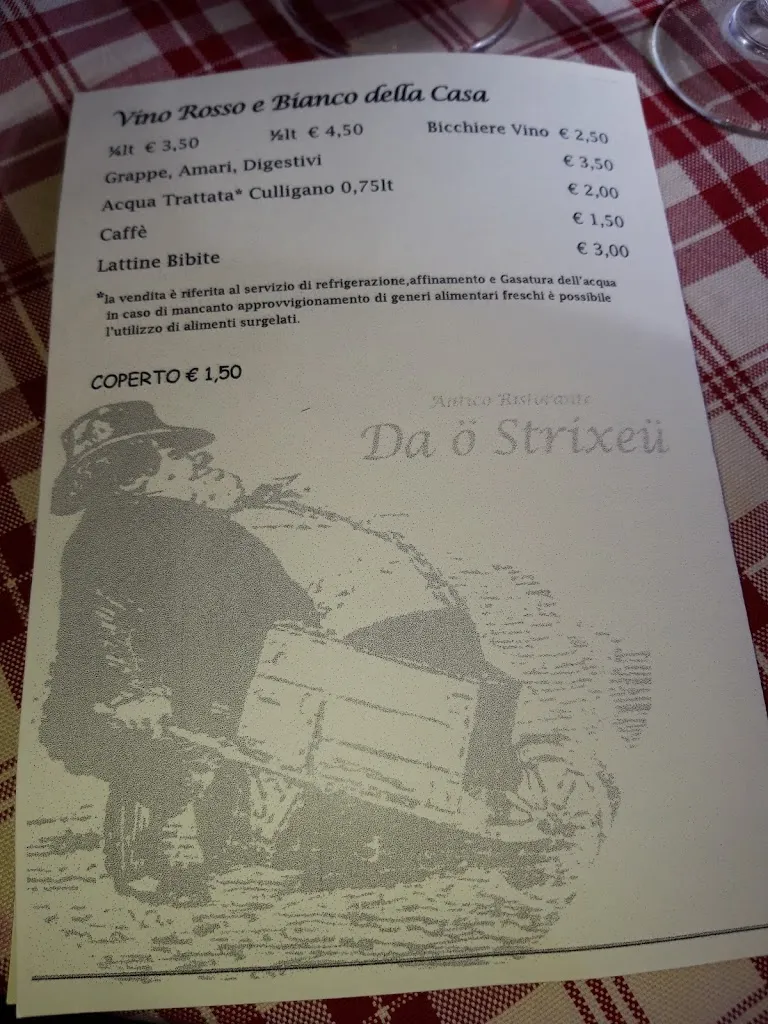 Vino Rosso e Bianco della Casa
¼lt € 3,50 ½lt € 4,50 Bicchiere Vino € 2,50
Grappe, Amari, Digestivi € 3,50
Acqua Trattata* Culligano 0,75lt € 2,00
Caffè € 1,50
Lattine Bibite € 3,00
*la vendita è riferita al servizio di refrigerazione,affinamento e Gasatura dell'acqua
in caso di mancanto approvvigionamento di generi alimentari freschi è possibile
l'utilizzo di alimenti surgelati.
COPERTO € 1,50
Antico Ristorante
Da ö Strixeü